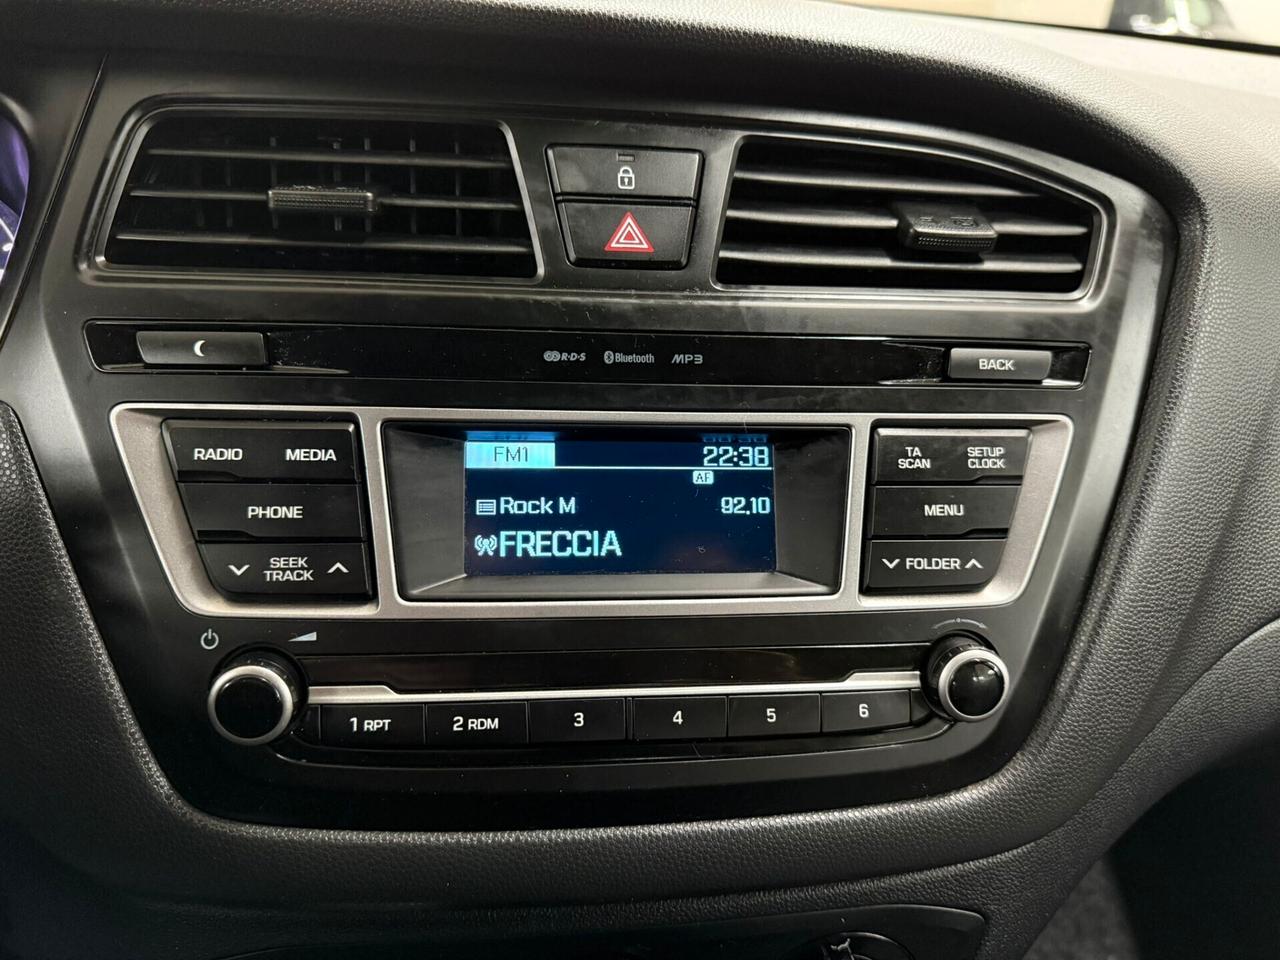 R·D·S Bluetooth MP3
BACK
RADIO MEDIA
PHONE
SEEK
TRACK
FM1 22:38
AF
Rock M 92.10
FRECCIA
TA
SCAN
SETUP
CLOCK
MENU
FOLDER
1 RPT 2 RDM 3 4 5 6